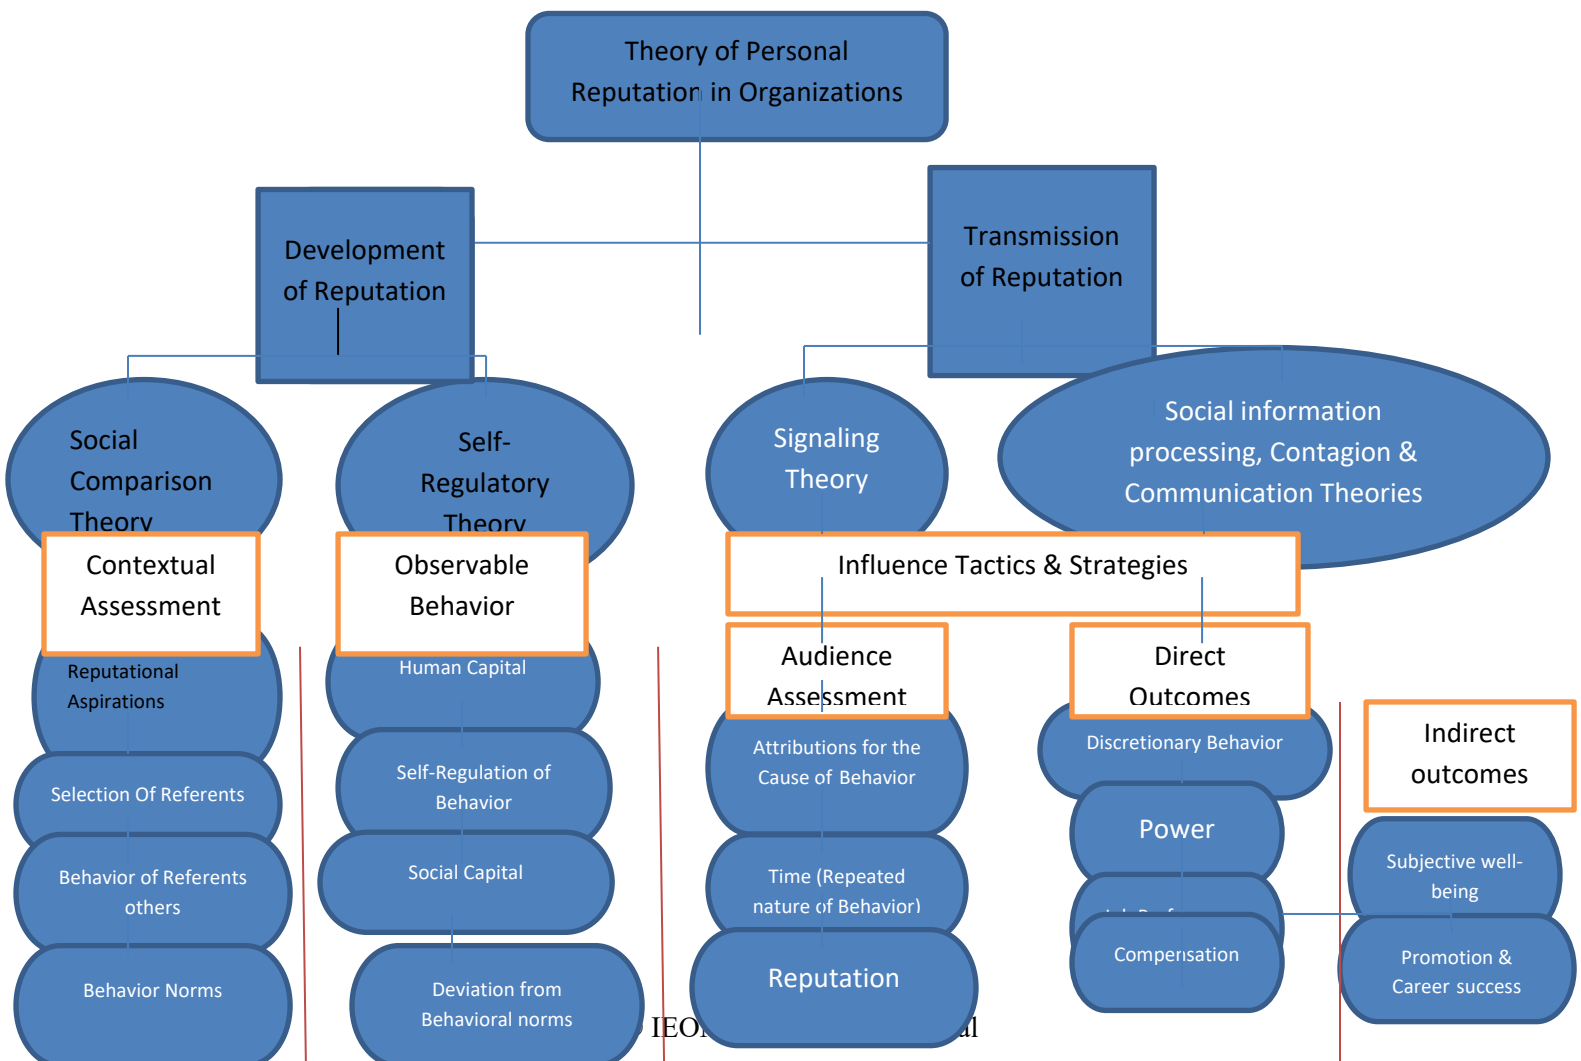 Theory of Personal
Reputation in Organizations
Development
of Reputation
Transmission
of Reputation
Social
Comparison
Theory
Self-
Regulatory
Theory
Signaling
Theory
Social information
processing, Contagion &
Communication Theories
Contextual
Assessment
Observable
Behavior
Influence Tactics & Strategies
Audience
Assessment
Direct
Outcomes
Indirect
outcomes
Reputational
Aspirations
Selection Of Referents
Behavior of Referents
others
Behavior Norms
Human Capital
Self-Regulation of
Behavior
Social Capital
Deviation from
Behavioral norms
Attributions for the
Cause of Behavior
Time (Repeated
nature of Behavior)
Reputation
Discretionary Behavior
Power
Compensation
Subjective well-
being
Promotion &
Career success